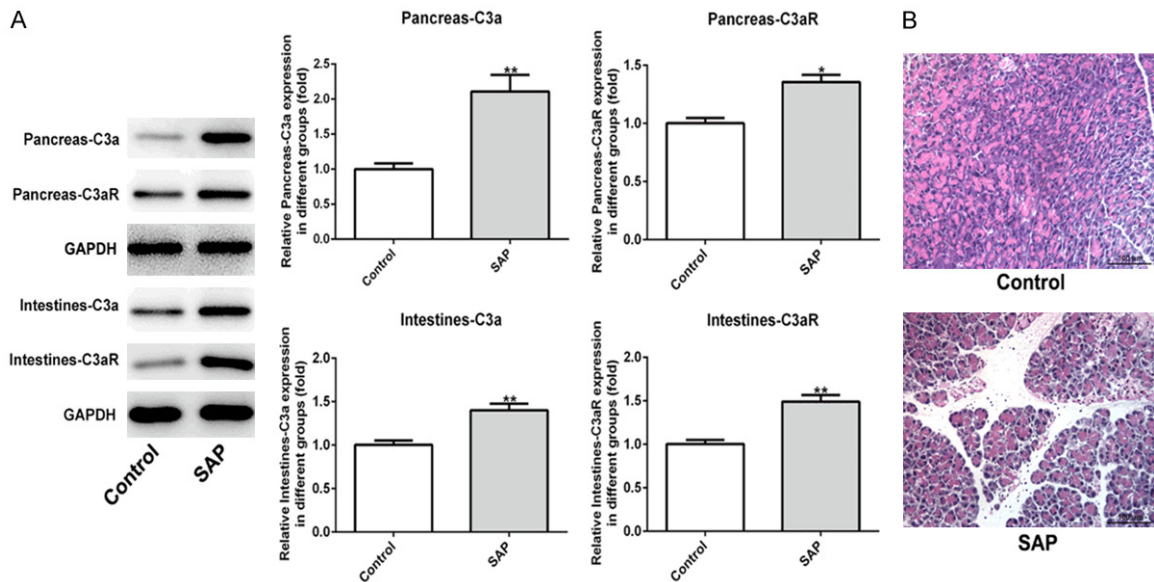 A
Pancreas-C3a
Pancreas-C3aR
GAPDH
Intestines-C3a
Intestines-C3aR
GAPDH
Control
SAP
Pancreas-C3a
Relative Pancreas-C3a expression
in different groups (fold)
2.5
2.0
1.5
1.0
0.5
0.0
**
Control
SAP
Pancreas-C3aR
Relative Pancreas-C3aR expression
in different groups (fold)
1.5
1.0
0.5
0.0
*
Control
SAP
Intestines-C3a
Relative Intestines-C3a expression
in different groups (fold)
2.0
1.5
1.0
0.5
0.0
**
Control
SAP
Intestines-C3aR
Relative Intestines-C3aR expression
in different groups (fold)
2.0
1.5
1.0
0.5
0.0
**
Control
SAP
B
Control
SAP